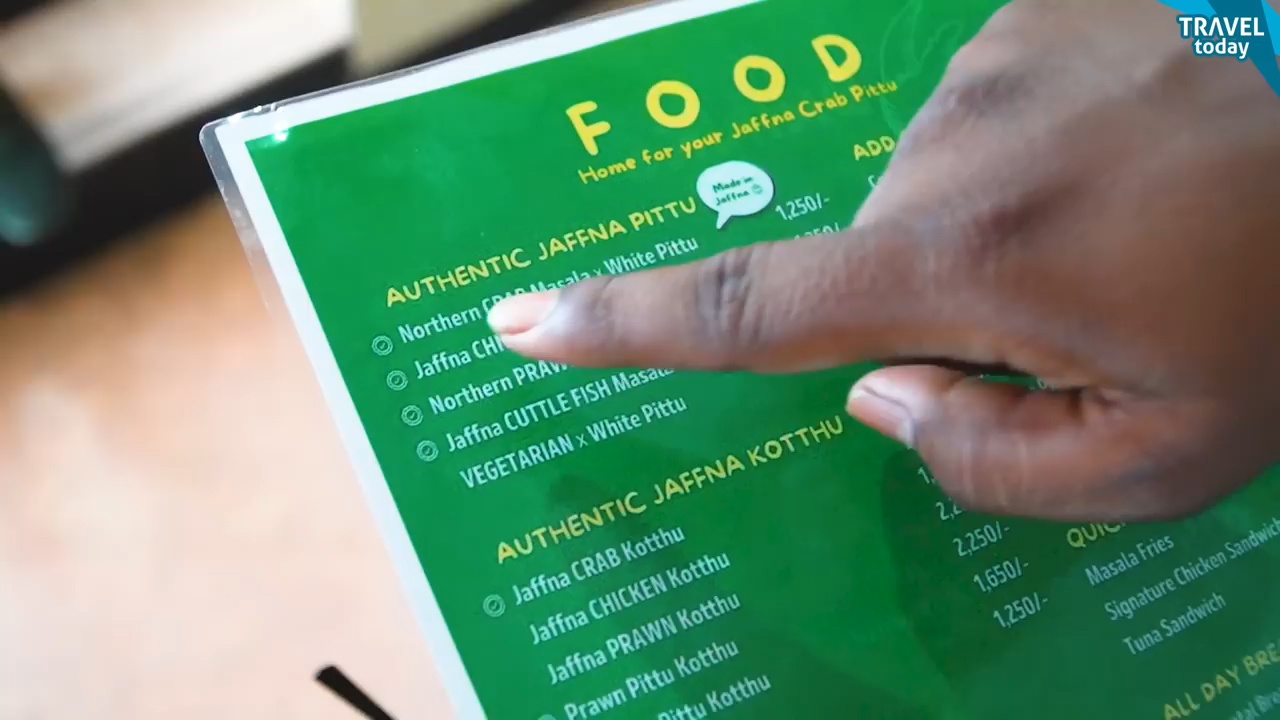 TRAVEL
today
FOOD
Home for your Jaffna Crab Pittu
Made in
Jaffna
AUTHENTIC JAFFNA PITTU
Northern CRAB Masala x White Pittu
1,250/-
Jaffna
Northern
Jaffna CUTTLE FISH Masala
VEGETARIAN x White Pittu
ADD
AUTHENTIC JAFFNA KOTTHU
Jaffna CRAB Kotthu
Jaffna CHICKEN Kotthu
Jaffna PRAWN Kotthu
Prawn Pittu Kotthu
Pittu Kotthu
2,250/-
1,650/-
1,250/-
Masala Fries
Signature Chicken Sandwich
Tuna Sandwich
ALL DAY